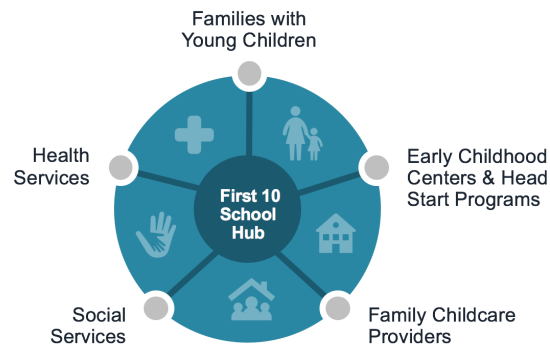 Families with
Young Children
Health
Services
Early Childhood
Centers & Head
Start Programs
First 10
School
Hub
Social
Services
Family Childcare
Providers